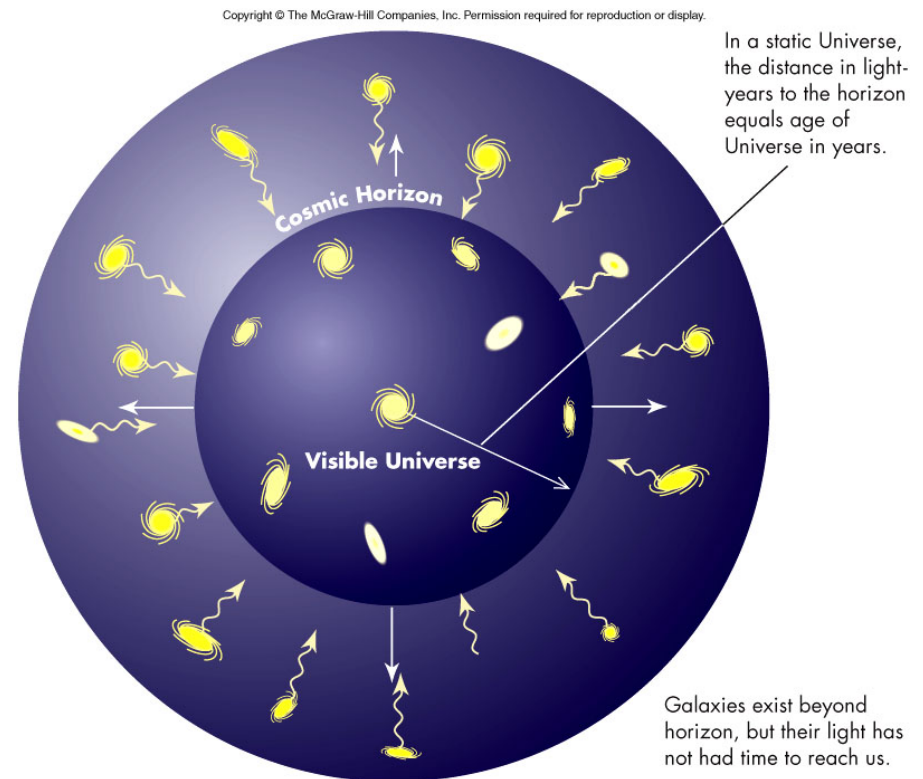 Copyright © The McGraw-Hill Companies, Inc. Permission required for reproduction or display.
In a static Universe,
the distance in light-
years to the horizon
equals age of
Universe in years.
Cosmic Horizon
Visible Universe
Galaxies exist beyond
horizon, but their light has
not had time to reach us.